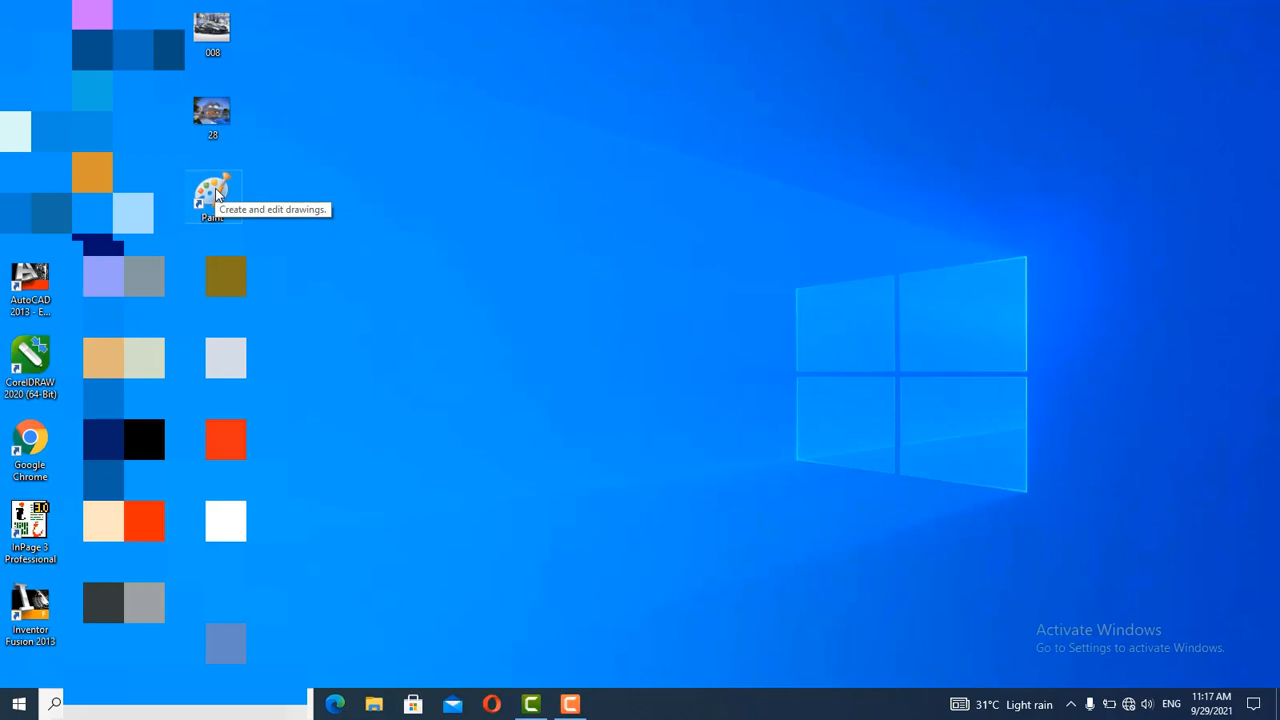 008
28
Paint
Create and edit drawings.
AutoCAD
2013 - E...
CorelDRAW
2020 (64-Bit)
Google
Chrome
InPage 3
Professional
Inventor
Fusion 2013
Activate Windows
Go to Settings to activate Windows.
31°C Light rain
ENG
11:17 AM
9/29/2021